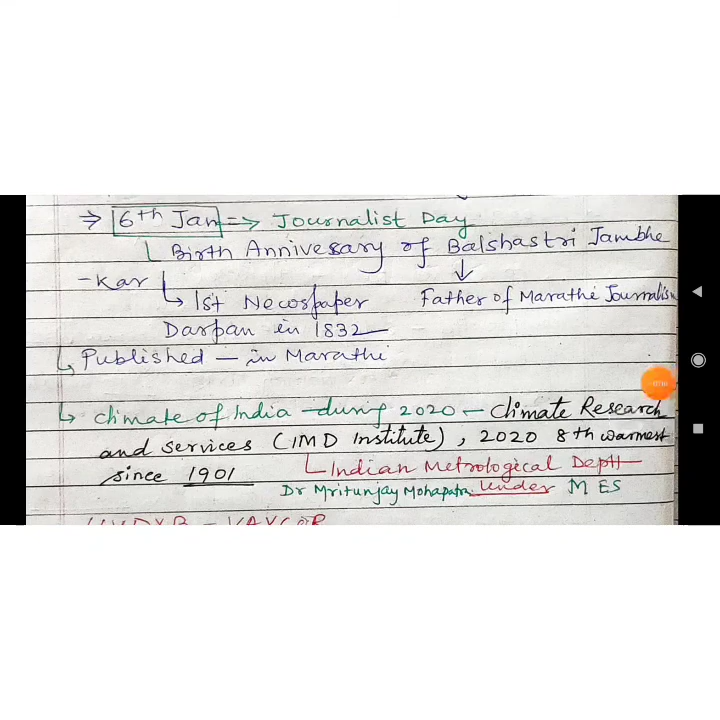 ⇒ 6th Jan => Journalist Day
Birth Anniversary of Balshastri Jambhe
-Kar
Father of Marathi Journalism
1st Newspaper
Darpan in 1832
Published - in Marathi
Climate of India during 2020 - Climate Research
and services (IMD Institute), 2020 8th warmest
since 1901
Indian Metrological Deptt
Dr Mritunjay Mohapatra Under MES